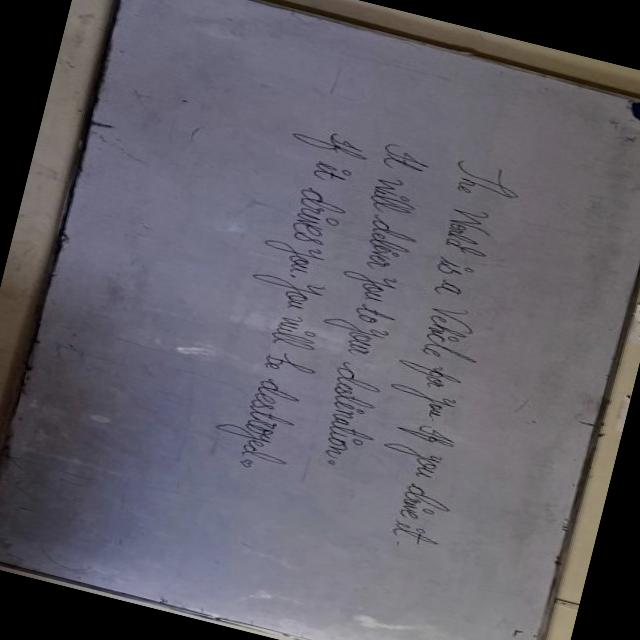 The World is a Vehicle for you if you drive it
it will deliver you to your destination.
If it drives you you will be destroyed.